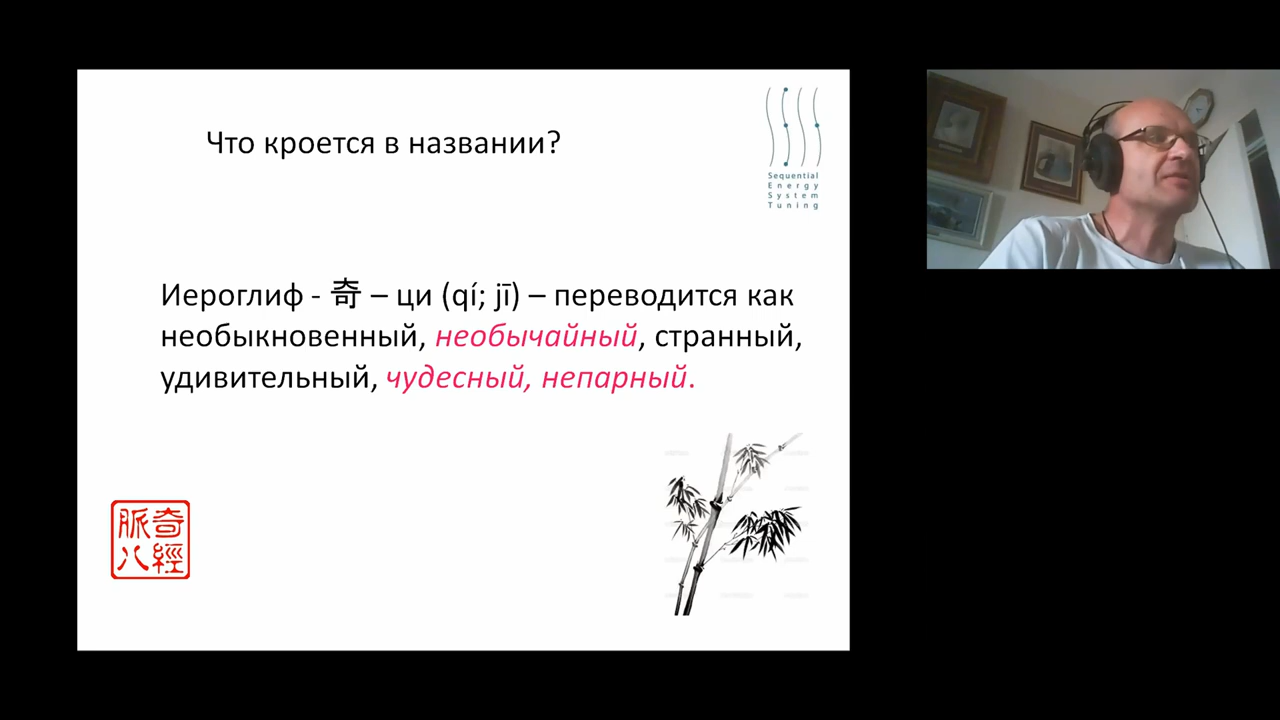 Что кроется в названии?
Sequential
Energy
System
Tuning
Иероглиф - 奇 – ци (qí; jī) – переводится как
необыкновенный, необычайный, странный,
удивительный, чудесный, непарный.
奇經
脈八